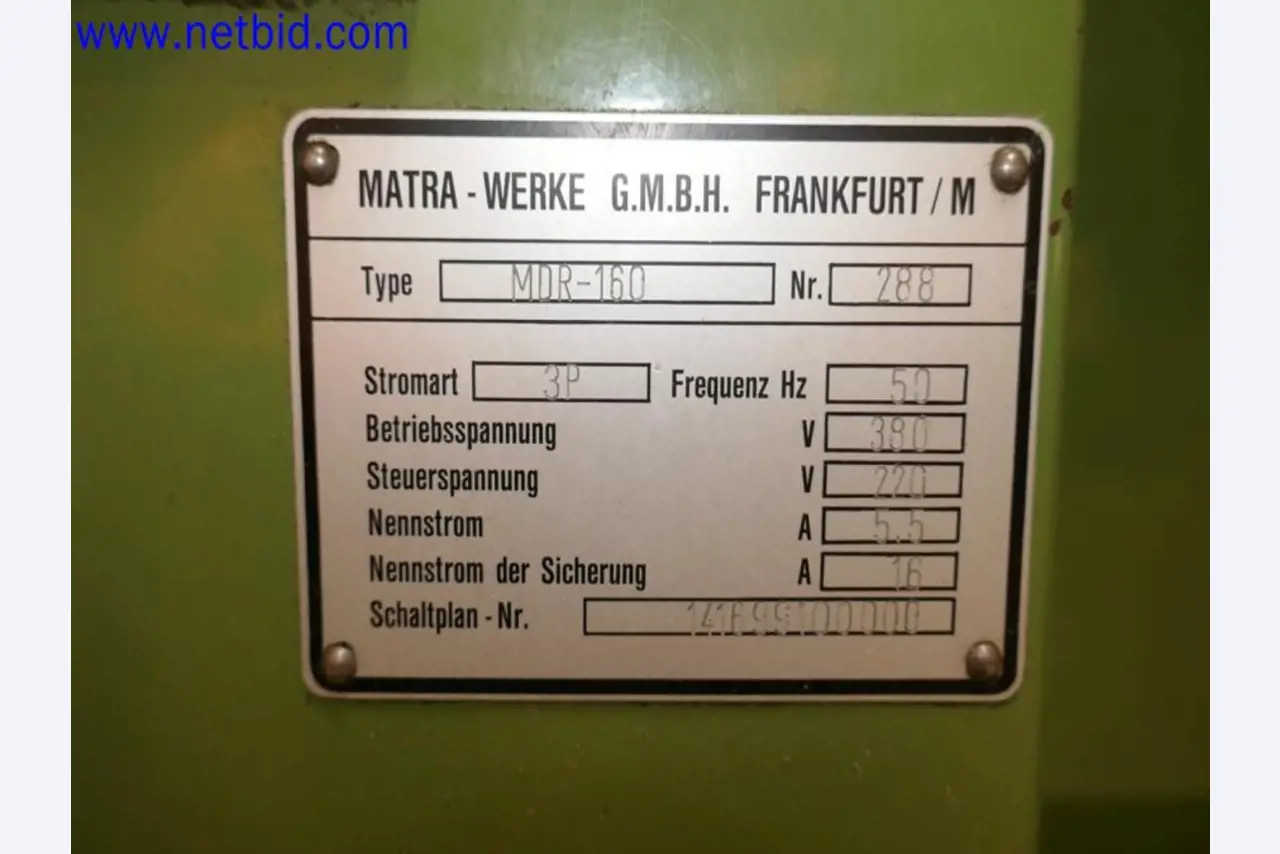 www.netbid.com
MATRA - WERKE G.M.B.H. FRANKFURT / M
Type MDR-160 Nr. 288
Stromart 3P Frequenz Hz 50
Betriebsspannung V 380
Steuerspannung V 220
Nennstrom A 5.5
Nennstrom der Sicherung A 16
Schaltplan - Nr.